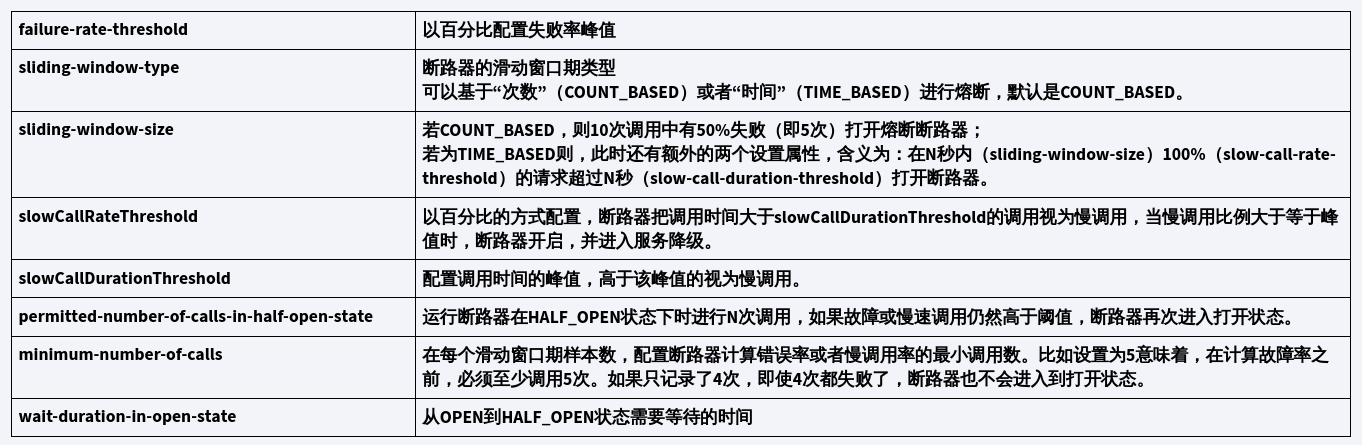 failure-rate-threshold
以百分比配置失败率峰值
sliding-window-type
断路器的滑动窗口期类型
可以基于“次数”（COUNT_BASED）或者“时间”（TIME_BASED）进行熔断，默认是COUNT_BASED。
sliding-window-size
若COUNT_BASED，则10次调用中有50%失败（即5次）打开熔断断路器；
若为TIME_BASED则，此时还有额外的两个设置属性，含义为：在N秒内（sliding-window-size）100%（slow-call-rate-
threshold）的请求超过N秒（slow-call-duration-threshold）打开断路器。
slowCallRateThreshold
以百分比的方式配置，断路器把调用时间大于slowCallDurationThreshold的调用视为慢调用，当慢调用比例大于等于峰
值时，断路器开启，并进入服务降级。
slowCallDurationThreshold
配置调用时间的峰值，高于该峰值的视为慢调用。
permitted-number-of-calls-in-half-open-state
运行断路器在HALF_OPEN状态下时进行N次调用，如果故障或慢速调用仍然高于阈值，断路器再次进入打开状态。
minimum-number-of-calls
在每个滑动窗口期样本数，配置断路器计算错误率或者慢调用率的最小调用数。比如设置为5意味着，在计算故障率之
前，必须至少调用5次。如果只记录了4次，即使4次都失败了，断路器也不会进入到打开状态。
wait-duration-in-open-state
从OPEN到HALF_OPEN状态需要等待的时间